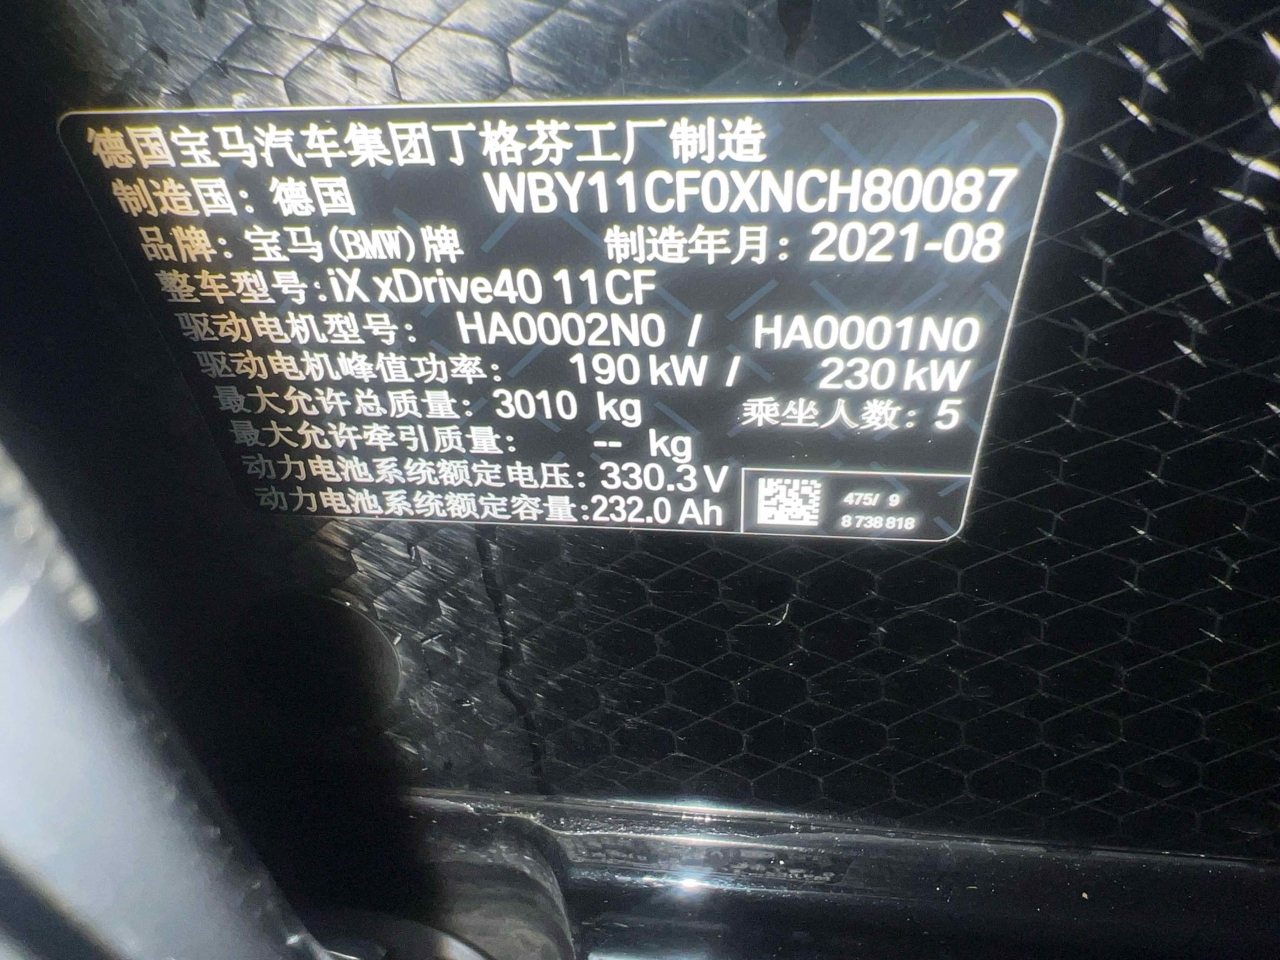 德国宝马汽车集团丁格芬工厂制造
制造国：德国 WBY11CF0XNCH80087
品牌：宝马(BMW)牌 制造年月：2021-08
整车型号:iX xDrive40 11CF
驱动电机型号： HA0002N0 / HA0001N0
驱动电机峰值功率： 190 kW / 230 kW
最大允许总质量：3010 kg 乘坐人数：5
最大允许牵引质量： -- kg
动力电池系统额定电压：330.3 V
动力电池系统额定容量:232.0 Ah
475/ 9
8 738 818